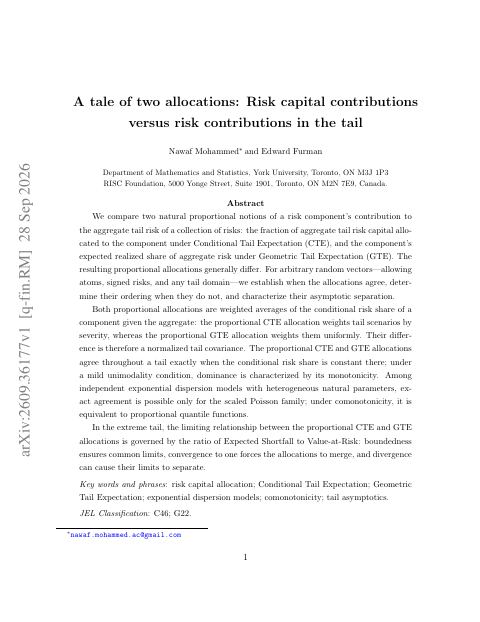 A tale of two allocations: Risk capital contributions
versus risk contributions in the tail
Nawaf Mohammed* and Edward Furman
Department of Mathematics and Statistics, York University, Toronto, ON M3J 1P3
RISC Foundation, 5000 Yonge Street, Suite 1901, Toronto, ON M2N 7E9, Canada.
Abstract
We compare two natural proportional notions of a risk component's contribution to
the aggregate tail risk of a collection of risks: the fraction of aggregate tail risk capital allo-
cated to the component under Conditional Tail Expectation (CTE), and the component's
expected realized share of aggregate risk under Geometric Tail Expectation (GTE). The
resulting proportional allocations generally differ. For arbitrary random vectors—allowing
atoms, signed risks, and any tail domain—we establish when the allocations agree, deter-
mine their ordering when they do not, and characterize their asymptotic separation.
Both proportional allocations are weighted averages of the conditional risk share of a
component given the aggregate: the proportional CTE allocation weights tail scenarios by
severity, whereas the proportional GTE allocation weights them uniformly. Their differ-
ence is therefore a normalized tail covariance. The proportional CTE and GTE allocations
agree throughout a tail exactly when the conditional risk share is constant there; under
a mild unimodality condition, dominance is characterized by its monotonicity. Among
independent exponential dispersion models with heterogeneous natural parameters, ex-
act agreement is possible only for the scaled Poisson family; under comonotonicity, it is
equivalent to proportional quantile functions.
In the extreme tail, the limiting relationship between the proportional CTE and GTE
allocations is governed by the ratio of Expected Shortfall to Value-at-Risk: boundedness
ensures common limits, convergence to one forces the allocations to merge, and divergence
can cause their limits to separate.
Key words and phrases: risk capital allocation; Conditional Tail Expectation; Geometric
Tail Expectation; exponential dispersion models; comonotonicity; tail asymptotics.
JEL Classification: C46; G22.
*nawaf.mohammed.ac@gmail.com
1
arXiv:2609.36177v1 [q-fin.RM] 28 Sep 2026